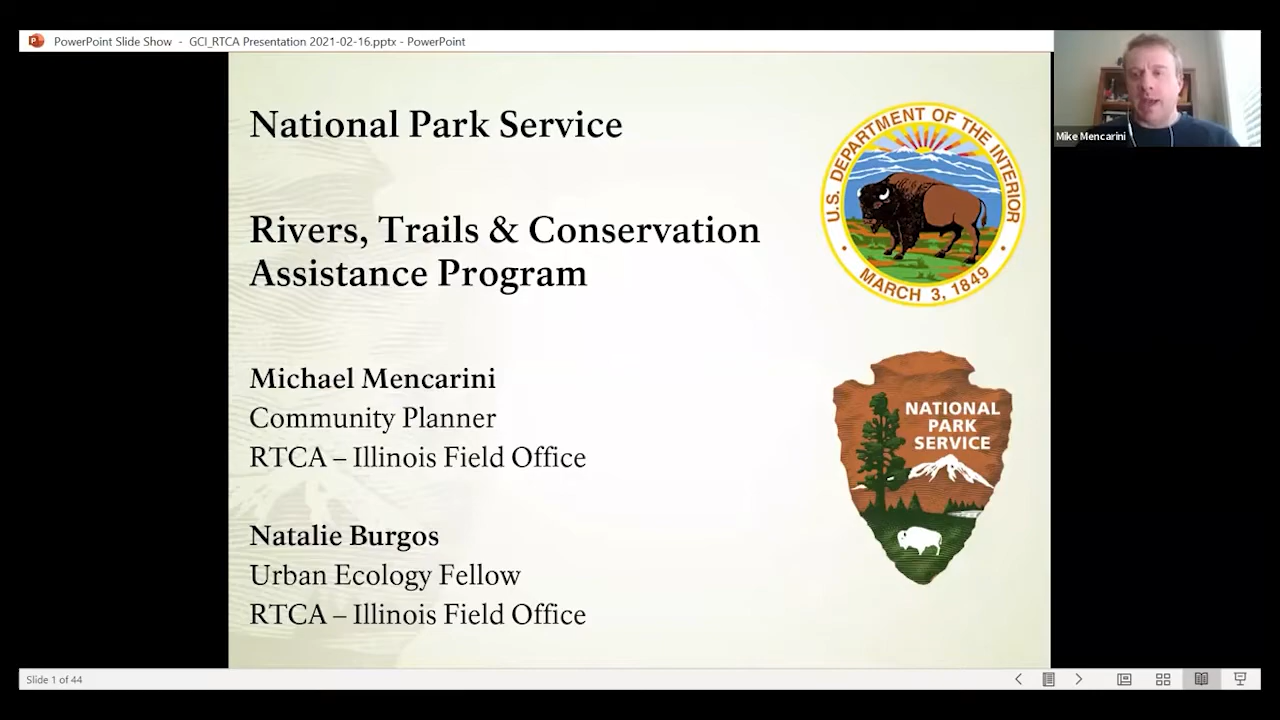 PowerPoint Slide Show - GCI_RTCA Presentation 2021-02-16.pptx - PowerPoint
National Park Service
Rivers, Trails & Conservation
Assistance Program
Michael Mencarini
Community Planner
RTCA – Illinois Field Office
Natalie Burgos
Urban Ecology Fellow
RTCA – Illinois Field Office
U.S. DEPARTMENT OF THE INTERIOR
MARCH 3, 1849
NATIONAL
PARK
SERVICE
Mike Mencarini
Slide 1 of 44